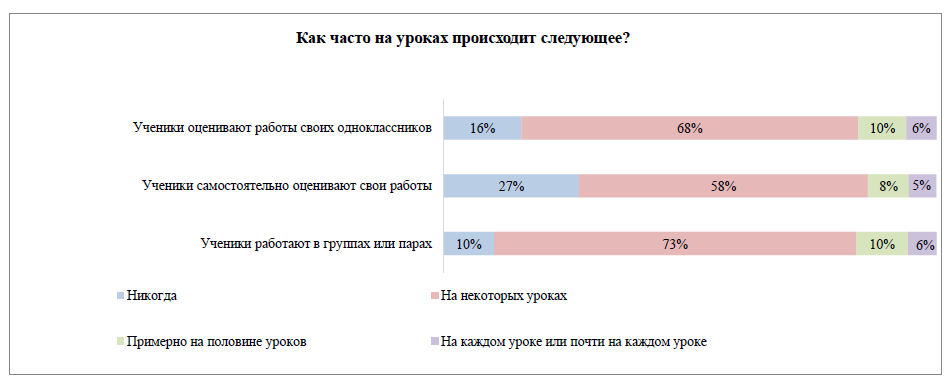 Как часто на уроках происходит следующее?
Ученики оценивают работы своих одноклассников 16% 68% 10% 6%
Ученики самостоятельно оценивают свои работы 27% 58% 8% 5%
Ученики работают в группах или парах 10% 73% 10% 6%
Никогда На некоторых уроках
Примерно на половине уроков На каждом уроке или почти на каждом уроке